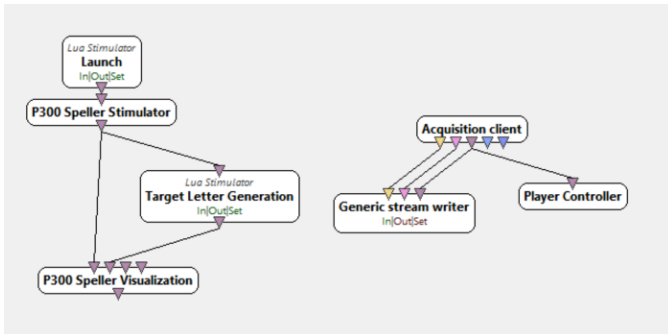 Lua Stimulator
Launch
In|Out|Set
P300 Speller Stimulator
Lua Stimulator
Target Letter Generation
In|Out|Set
P300 Speller Visualization
Acquisition client
Generic stream writer
In|Out|Set
Player Controller